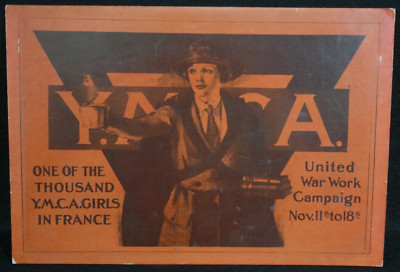 Y.M.C.A.
ONE OF THE
THOUSAND
Y.M.C.A. GIRLS
IN FRANCE
United
War Work
Campaign
Nov. 11th to 18th